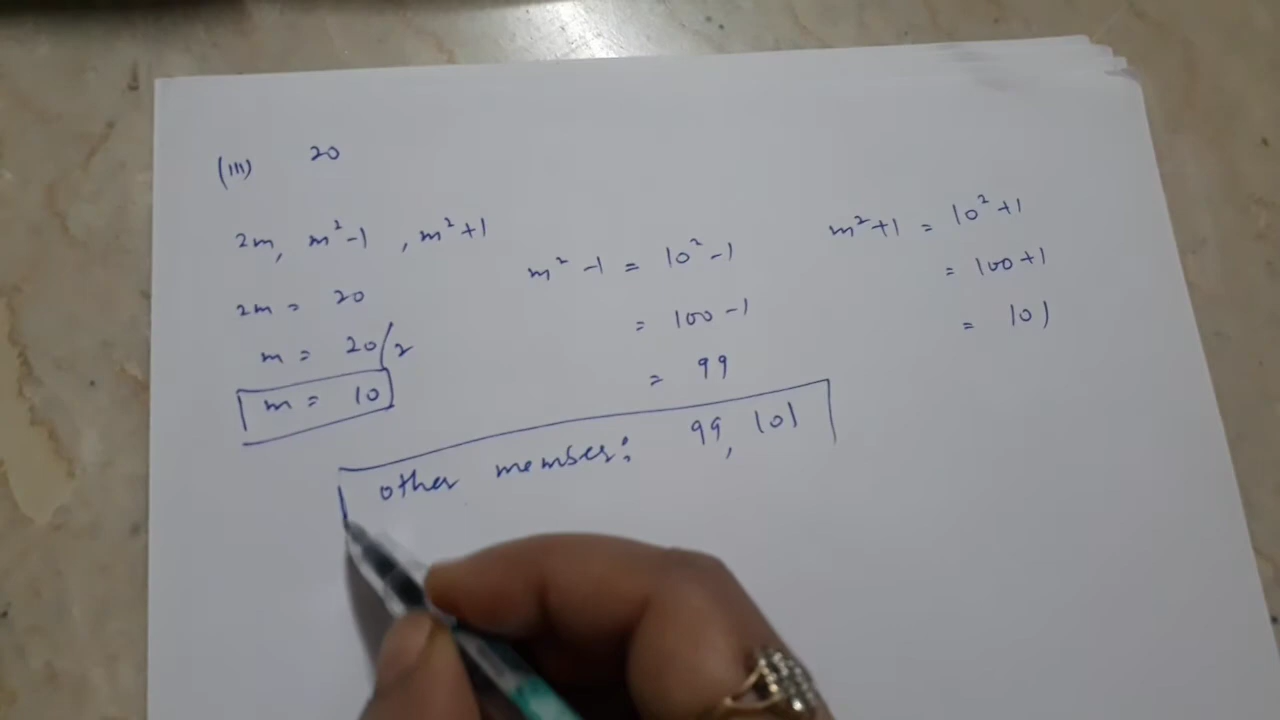 (III) 20
2m, m²-1, m²+1
2m = 20
m = 20/2
m = 10
m²-1 = 10²-1
= 100-1
= 99
m²+1 = 10²+1
= 100+1
= 101
other member: 99, 101